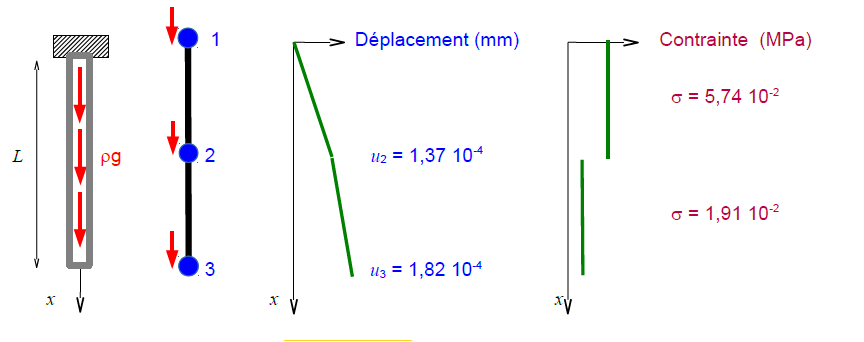 1
Déplacement (mm)
Contrainte (MPa)
σ = 5,74 10-2
L
ρg
2
u2 = 1,37 10-4
σ = 1,91 10-2
3
u3 = 1,82 10-4
x
x
x